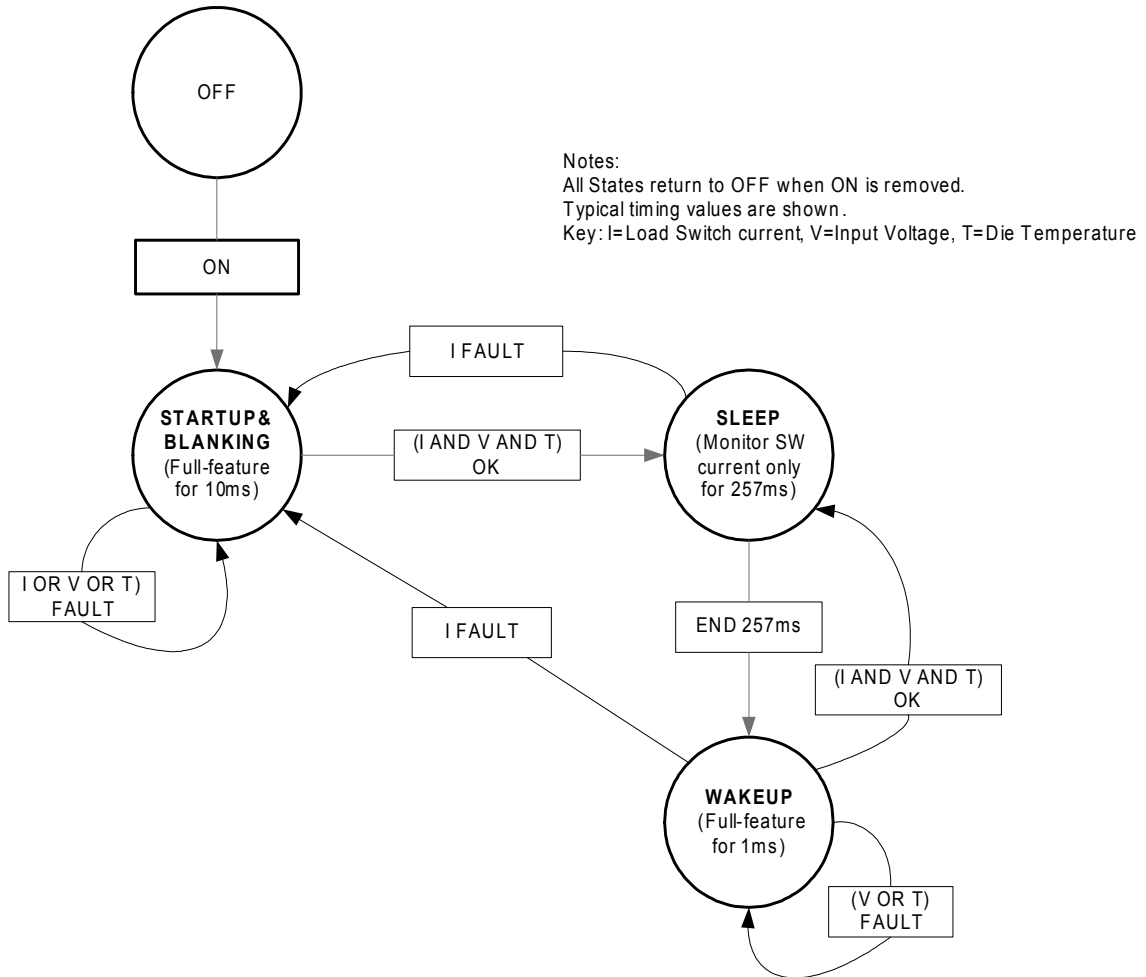 OFF
Notes:
All States return to OFF when ON is removed.
Typical timing values are shown.
Key: I=Load Switch current, V=Input Voltage, T=Die Temperature
ON
I FAULT
STARTUP &
BLANKING
(Full-feature
for 10ms)
(I AND V AND T)
OK
SLEEP
(Monitor SW
current only
for 257ms)
I OR V OR T)
FAULT
I FAULT
END 257ms
(I AND V AND T)
OK
WAKEUP
(Full-feature
for 1ms)
(V OR T)
FAULT